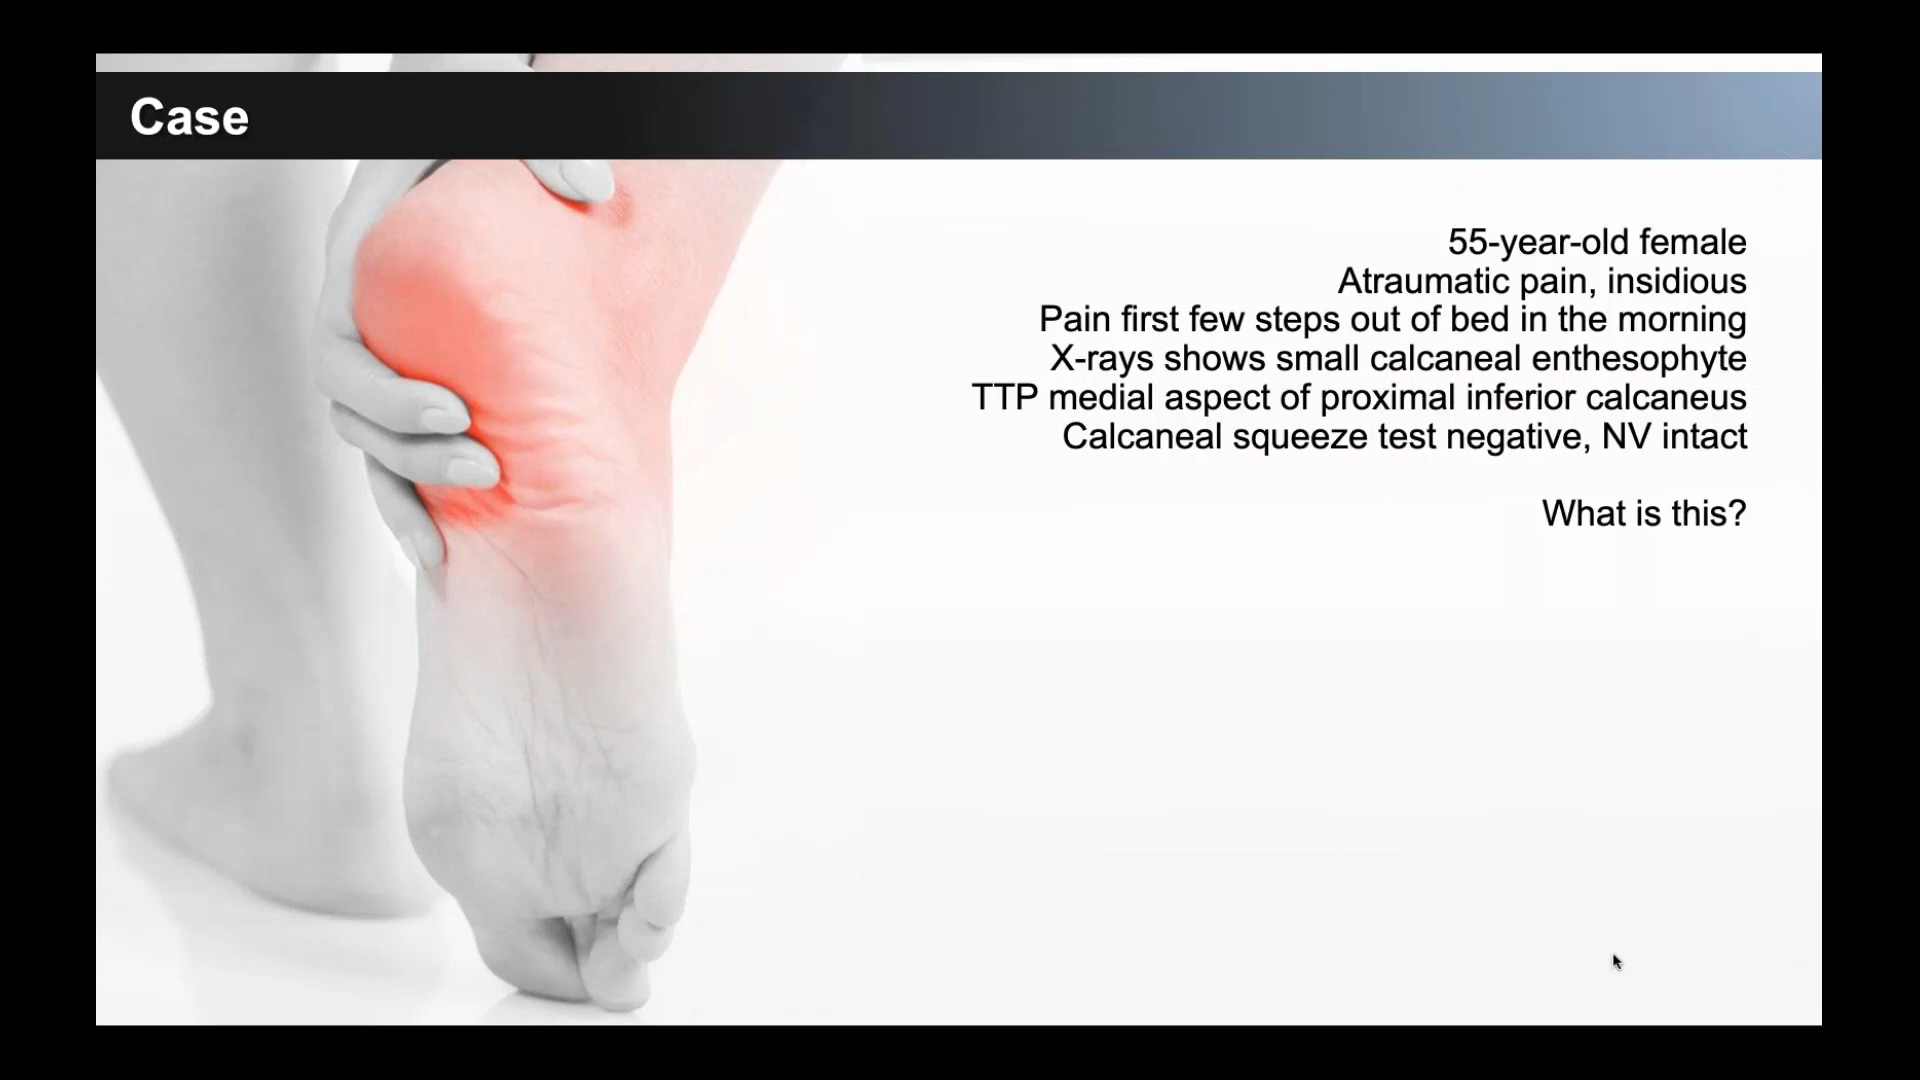 Case
55-year-old female
Atraumatic pain, insidious
Pain first few steps out of bed in the morning
X-rays shows small calcaneal enthesophyte
TTP medial aspect of proximal inferior calcaneus
Calcaneal squeeze test negative, NV intact
What is this?